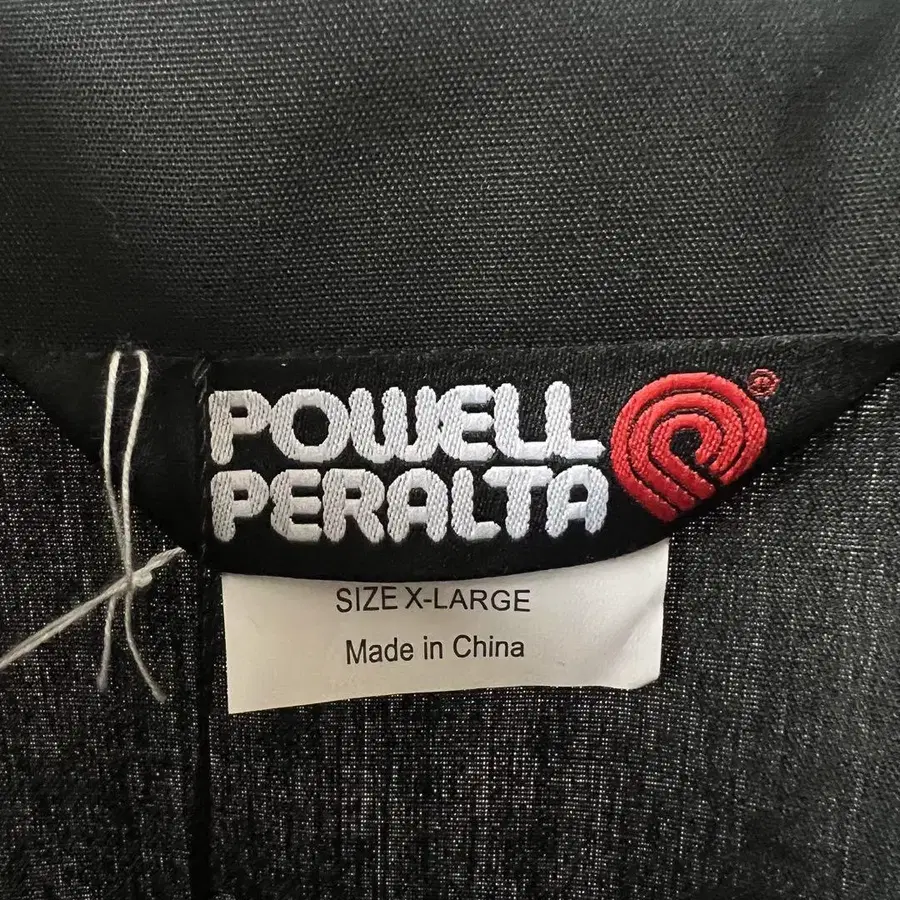 POWELL
PERALTA
®
SIZE X-LARGE
Made in China